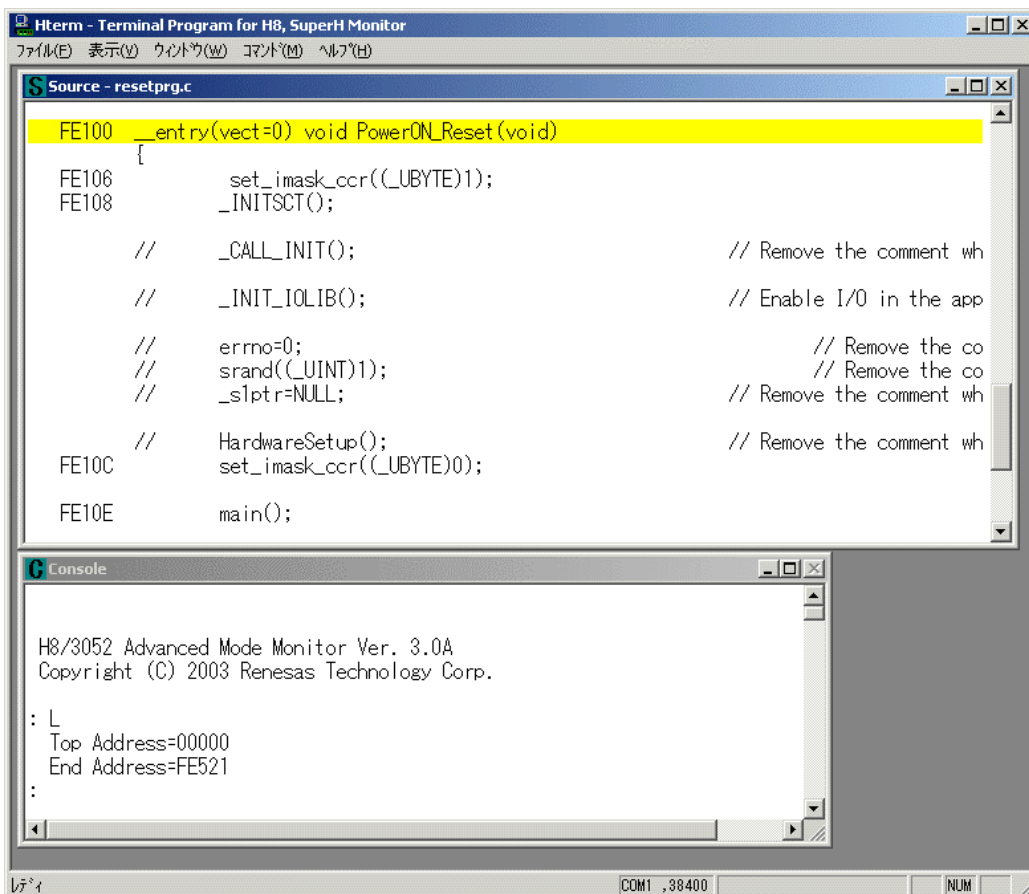 Hterm - Terminal Program for H8, SuperH Monitor
ﾌｧｲﾙ(F) 表示(V) ｳｨﾝﾄﾞｳ(W) ｺﾏﾝﾄﾞ(M) ﾍﾙﾌﾟ(H)
Source - resetprg.c
FE100 __entry(vect=0) void PowerON_Reset(void)
{
FE106 set_imask_ccr((_UBYTE)1);
FE108 _INITSCT();
// _CALL_INIT(); // Remove the comment wh
// _INIT_IOLIB(); // Enable I/O in the app
// errno=0; // Remove the co
// srand((_UINT)1); // Remove the co
// _s1ptr=NULL; // Remove the comment wh
// HardwareSetup(); // Remove the comment wh
FE10C set_imask_ccr((_UBYTE)0);
FE10E main();
Console
H8/3052 Advanced Mode Monitor Ver. 3.0A
Copyright (C) 2003 Renesas Technology Corp.
: L
Top Address=00000
End Address=FE521
:
ﾚﾃﾞｨ COM1 ,38400 NUM